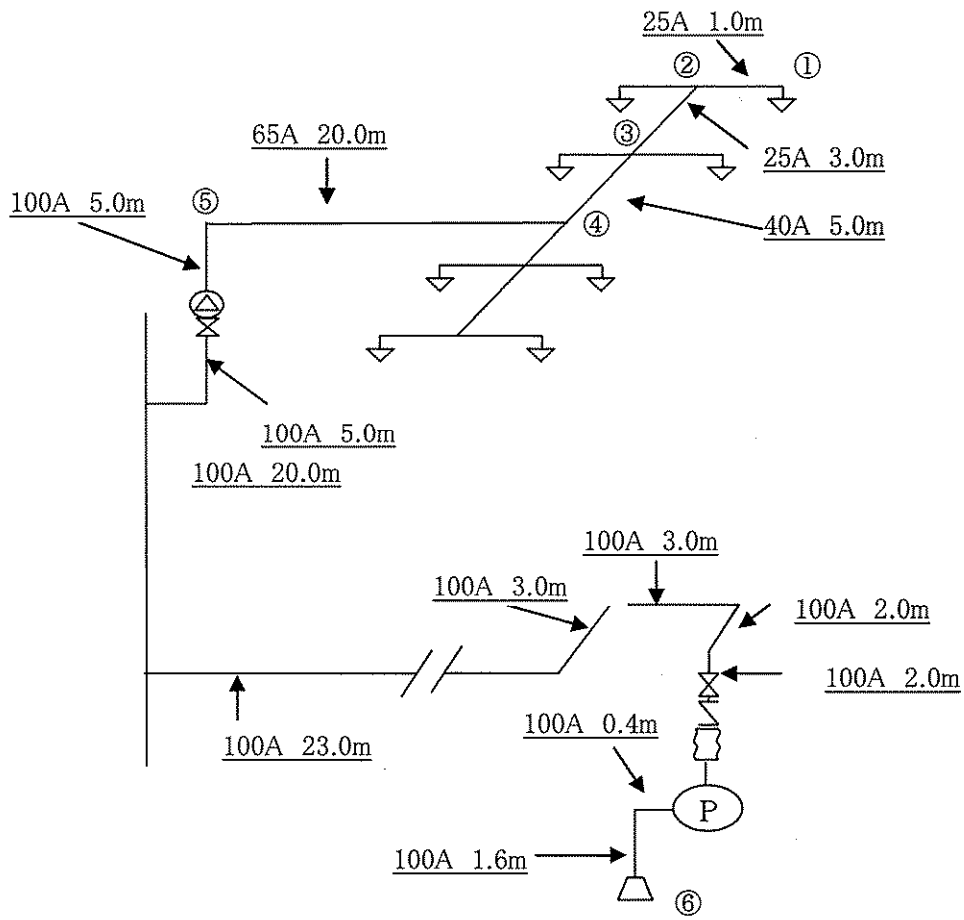 25A 1.0m
② ①
③
65A 20.0m
25A 3.0m
100A 5.0m
⑤
④
40A 5.0m
100A 5.0m
100A 20.0m
100A 3.0m
100A 3.0m
100A 2.0m
100A 2.0m
100A 0.4m
100A 23.0m
P
100A 1.6m
⑥